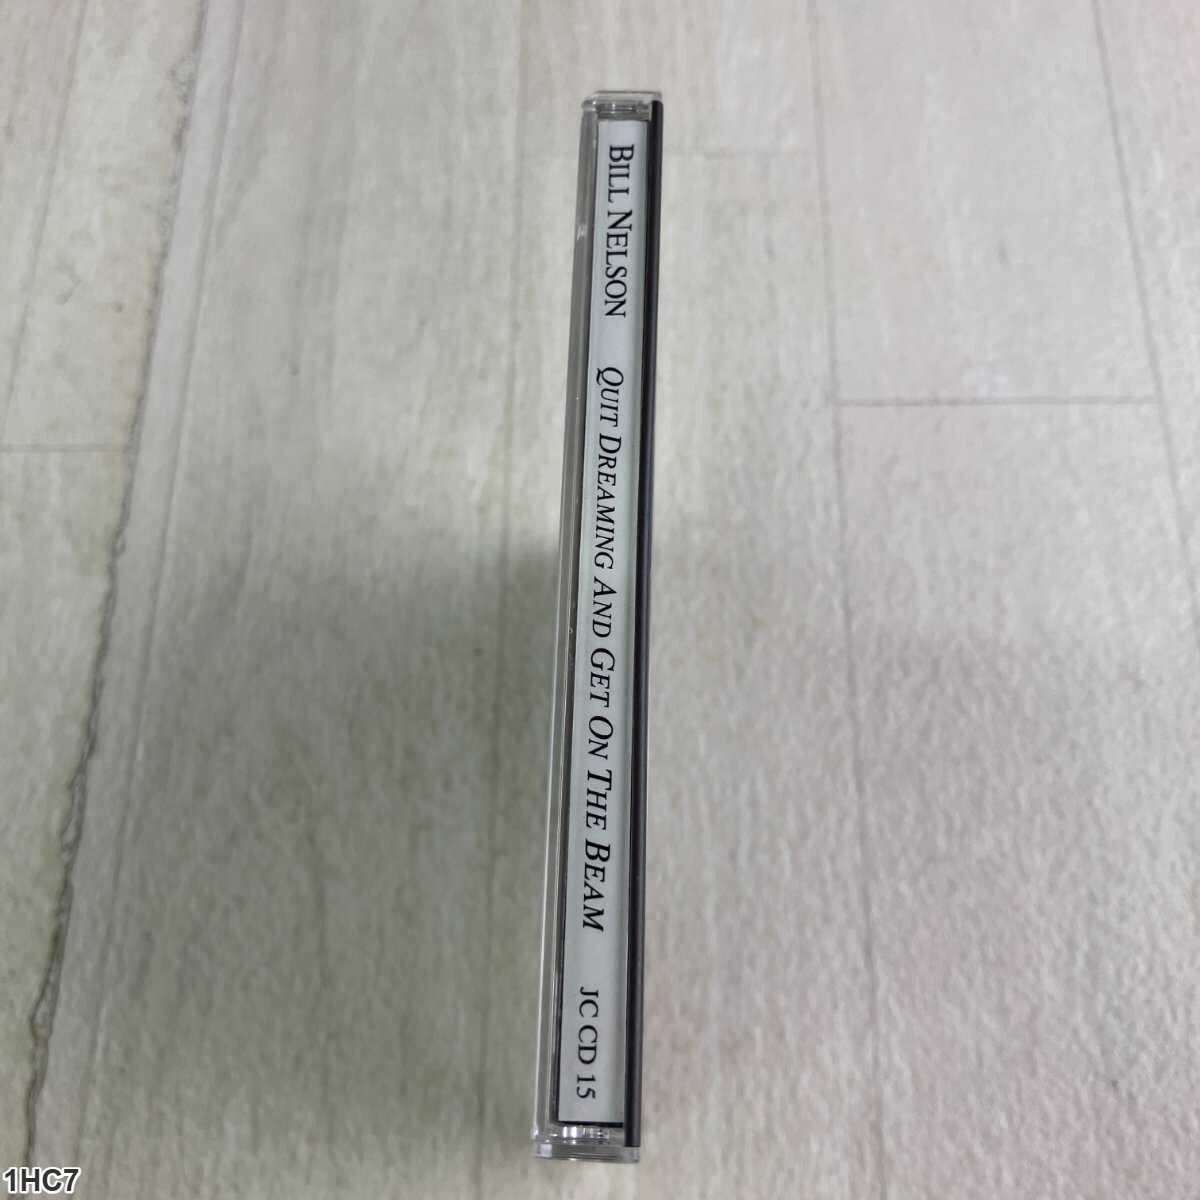 BILL NELSON QUIT DREAMING AND GET ON THE BEAM JC CD 15
1HC7